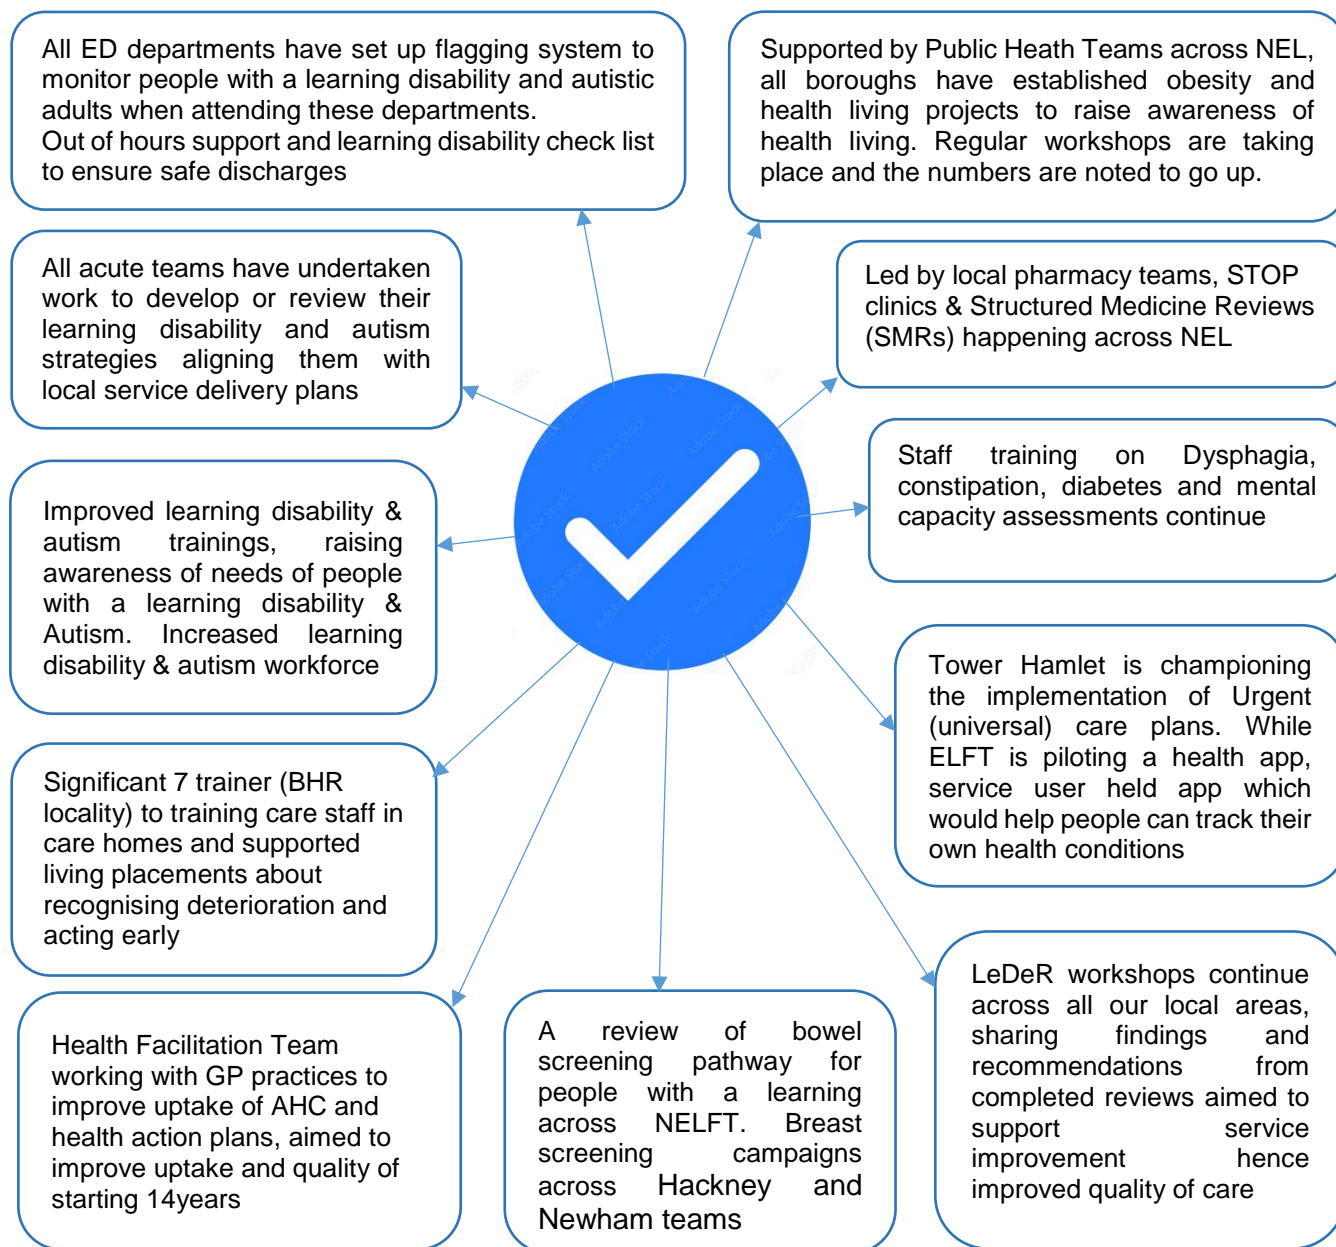 All ED departments have set up flagging system to
monitor people with a learning disability and autistic
adults when attending these departments.
Out of hours support and learning disability check list
to ensure safe discharges
Supported by Public Heath Teams across NEL,
all boroughs have established obesity and
health living projects to raise awareness of
health living. Regular workshops are taking
place and the numbers are noted to go up.
All acute teams have undertaken
work to develop or review their
learning disability and autism
strategies aligning them with
local service delivery plans
Led by local pharmacy teams, STOP
clinics & Structured Medicine Reviews
(SMRs) happening across NEL
Staff training on Dysphagia,
constipation, diabetes and mental
capacity assessments continue
Improved learning disability &
autism trainings, raising
awareness of needs of people
with a learning disability &
Autism. Increased learning
disability & autism workforce
Tower Hamlet is championing
the implementation of Urgent
(universal) care plans. While
ELFT is piloting a health app,
service user held app which
would help people can track their
own health conditions
Significant 7 trainer (BHR
locality) to training care staff in
care homes and supported
living placements about
recognising deterioration and
acting early
LeDeR workshops continue
across all our local areas,
sharing findings and
recommendations from
completed reviews aimed to
support service
improvement hence
improved quality of care
Health Facilitation Team
working with GP practices to
improve uptake of AHC and
health action plans, aimed to
improve uptake and quality of
starting 14years
A review of bowel
screening pathway for
people with a learning
across NELFT. Breast
screening campaigns
across Hackney and
Newham teams
Adobe Stock
Adobe Stock
Adobe Stock
Adobe Stock
Adobe Stock
Adobe Stock